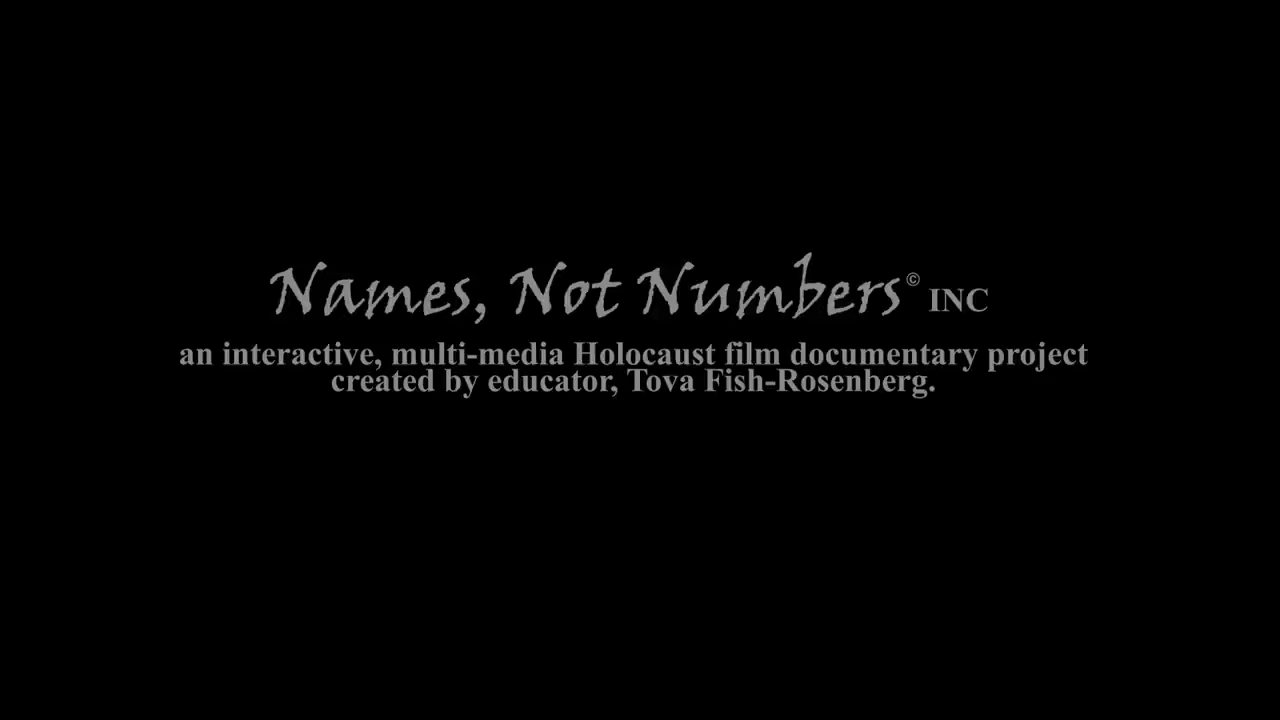 Names, Not Numbers© INC
an interactive, multi-media Holocaust film documentary project
created by educator, Tova Fish-Rosenberg.